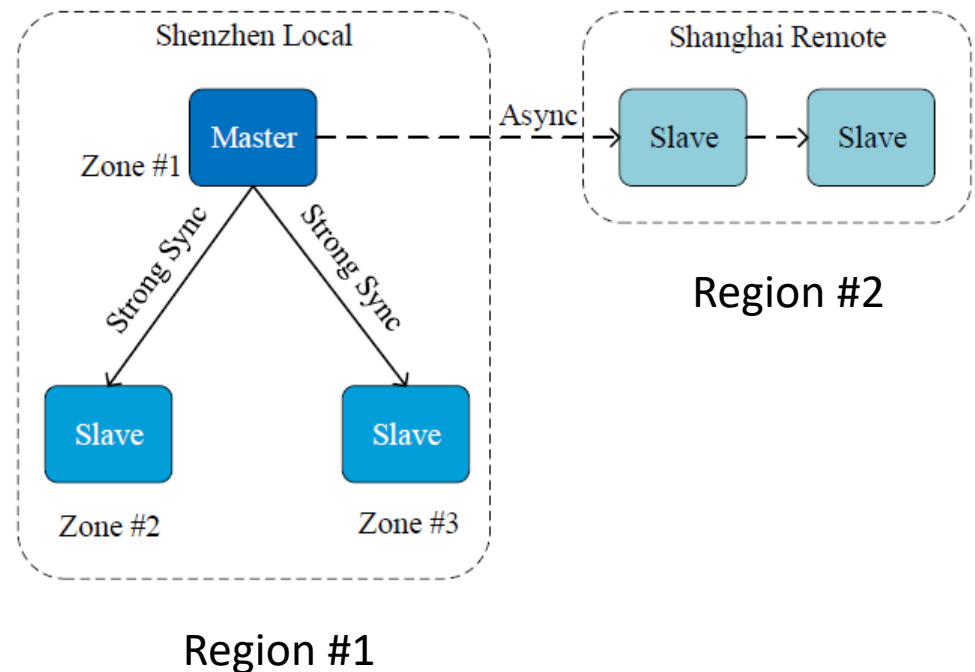 Shenzhen Local
Master
Zone #1
Strong Sync
Strong Sync
Slave
Slave
Zone #2
Zone #3
Region #1
Shanghai Remote
Async
Slave
Slave
Region #2